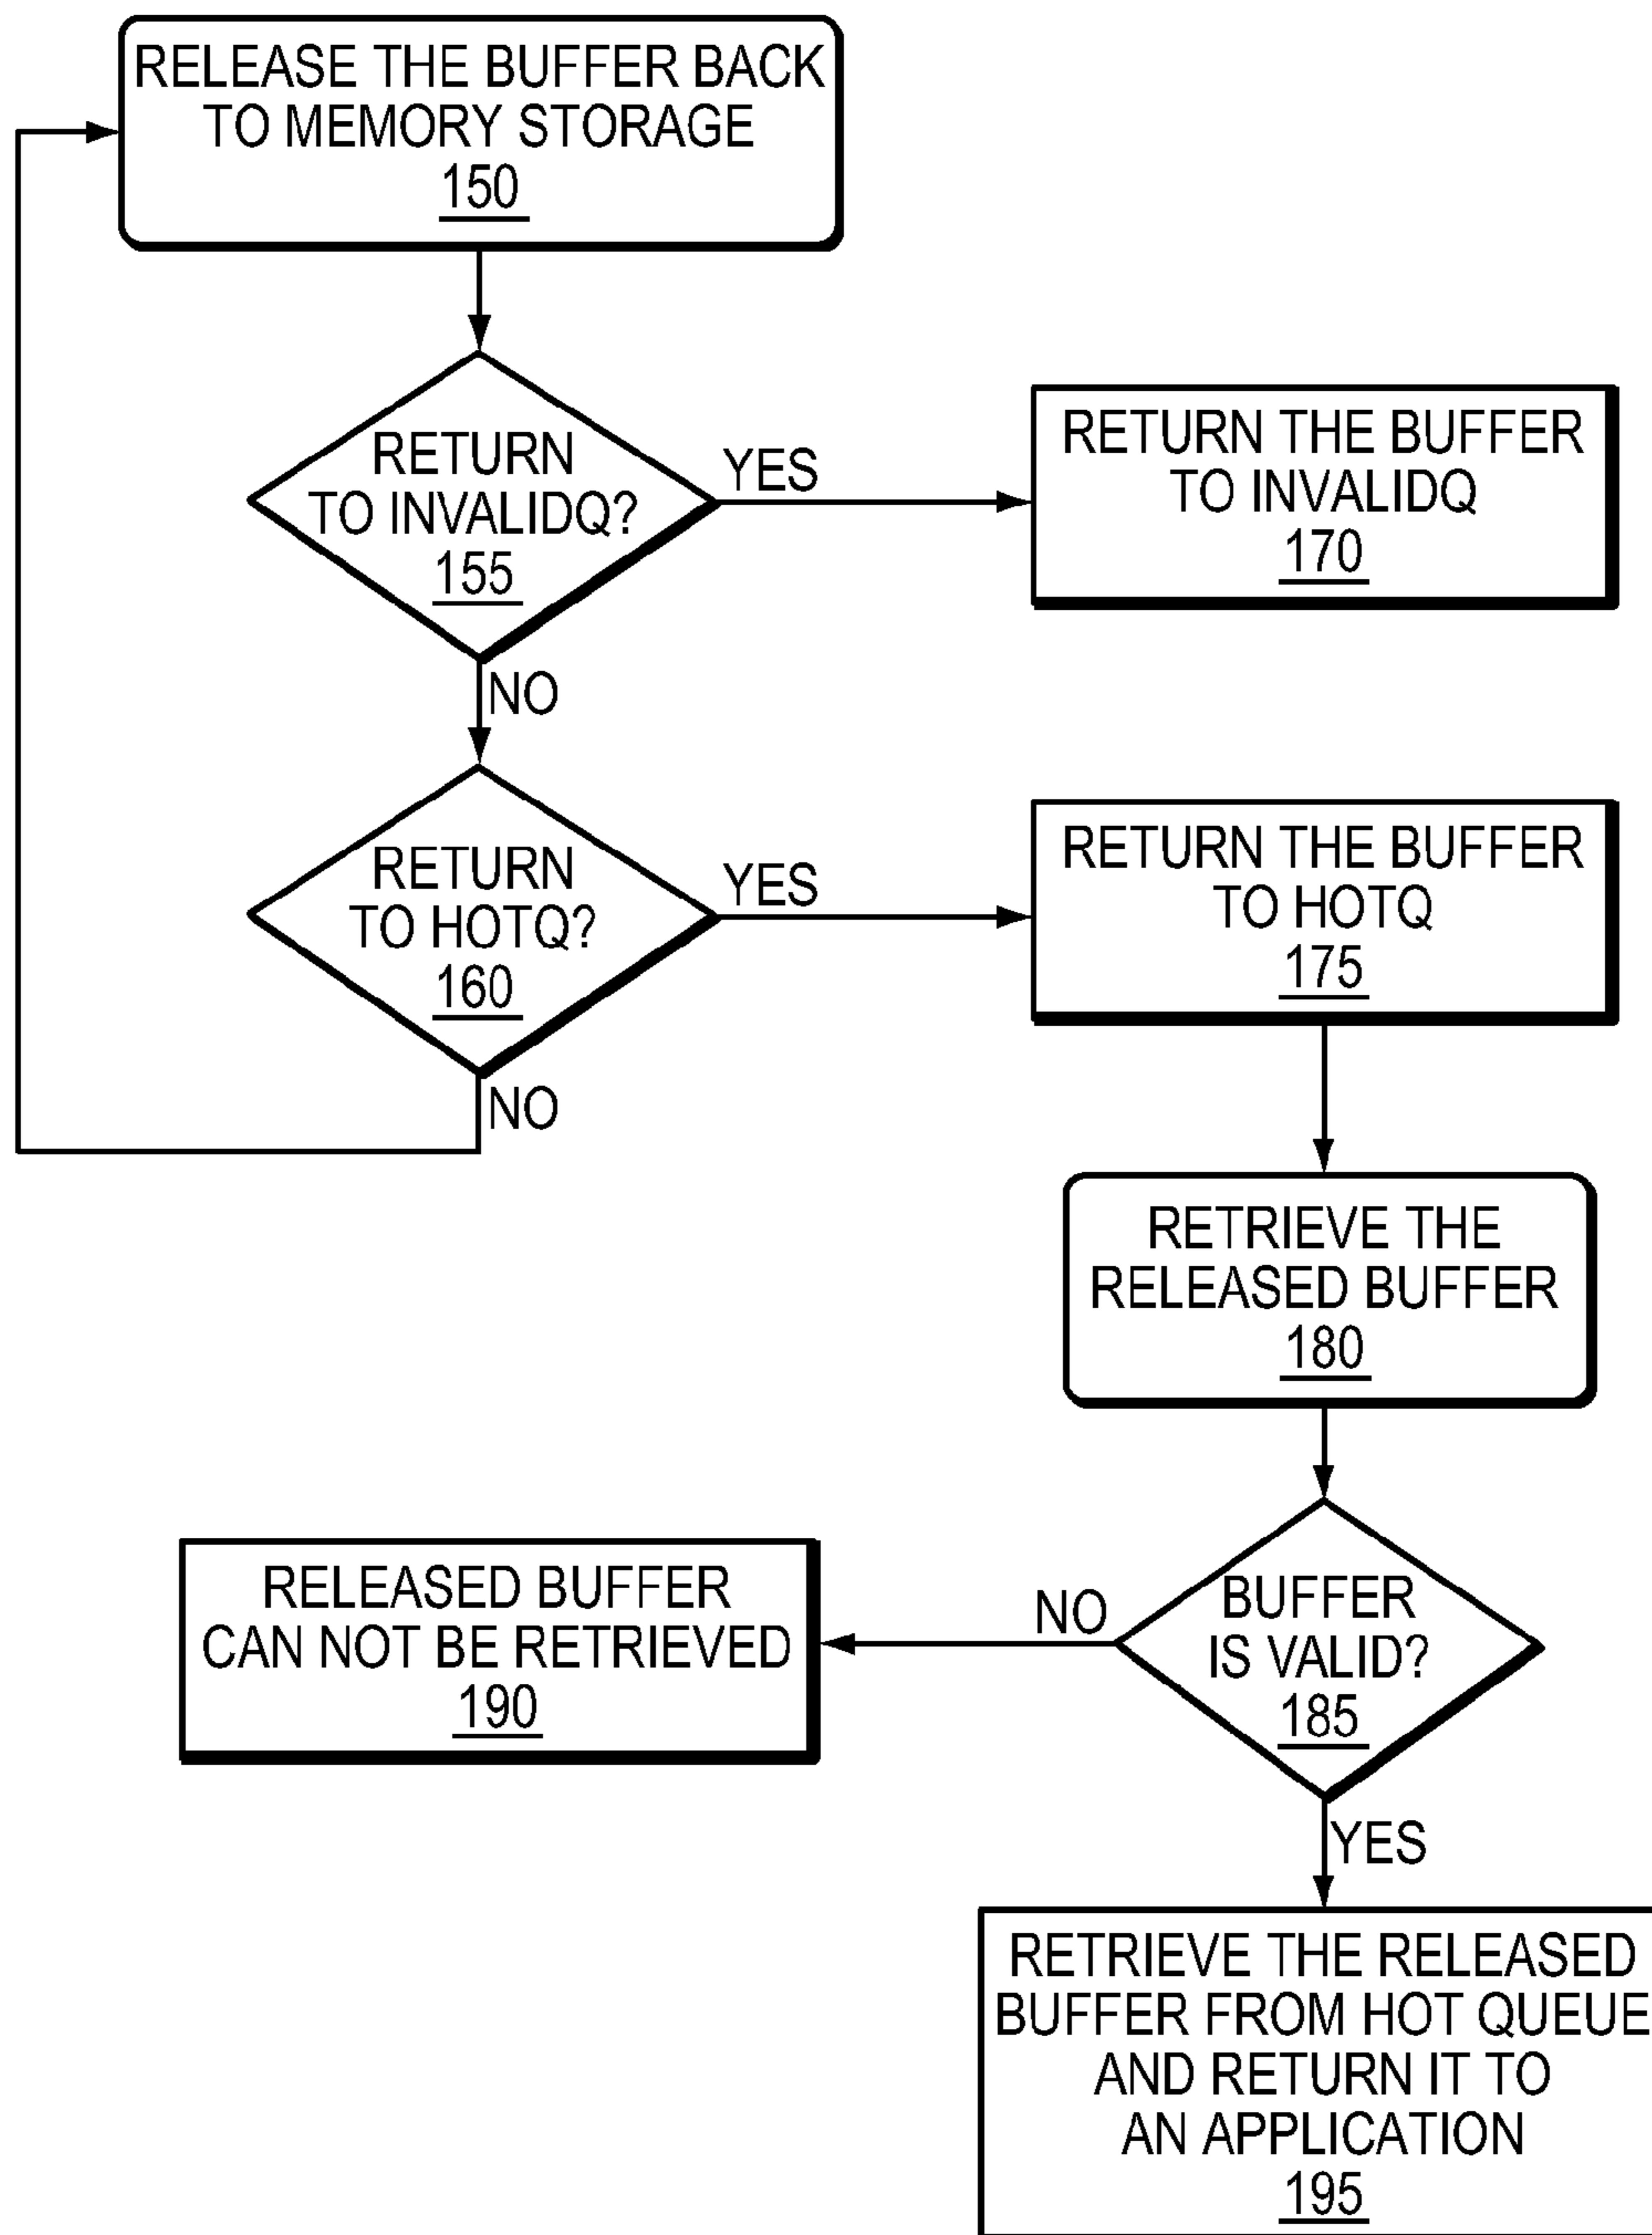 RELEASE THE BUFFER BACK
TO MEMORY STORAGE
150
RETURN
TO INVALIDQ?
155
YES
RETURN THE BUFFER
TO INVALIDQ
170
NO
RETURN
TO HOTQ?
160
YES
RETURN THE BUFFER
TO HOTQ
175
NO
RETRIEVE THE
RELEASED BUFFER
180
BUFFER
IS VALID?
185
NO
RELEASED BUFFER
CAN NOT BE RETRIEVED
190
YES
RETRIEVE THE RELEASED
BUFFER FROM HOT QUEUE
AND RETURN IT TO
AN APPLICATION
195